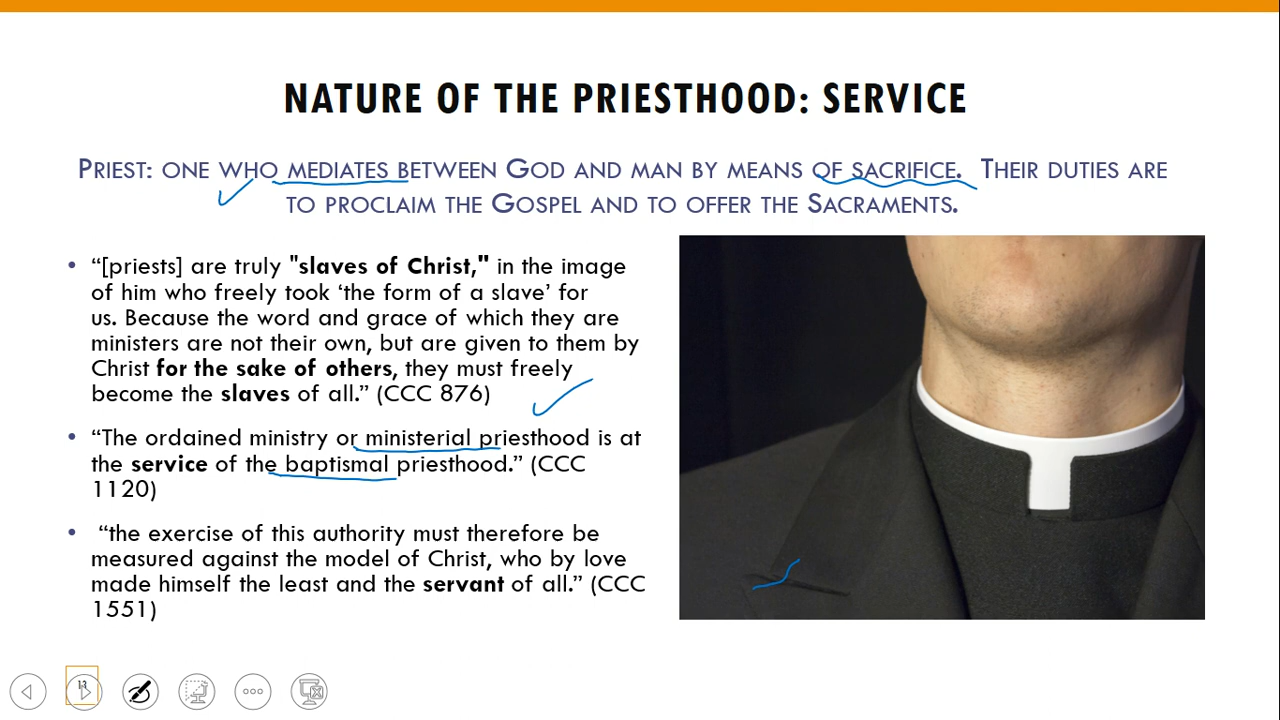 NATURE OF THE PRIESTHOOD: SERVICE
PRIEST: ONE WHO MEDIATES BETWEEN GOD AND MAN BY MEANS OF SACRIFICE. THEIR DUTIES ARE
TO PROCLAIM THE GOSPEL AND TO OFFER THE SACRAMENTS.
• “[priests] are truly "slaves of Christ," in the image
of him who freely took ‘the form of a slave’ for
us. Because the word and grace of which they are
ministers are not their own, but are given to them by
Christ for the sake of others, they must freely
become the slaves of all.” (CCC 876)
• “The ordained ministry or ministerial priesthood is at
the service of the baptismal priesthood.” (CCC
1120)
• “the exercise of this authority must therefore be
measured against the model of Christ, who by love
made himself the least and the servant of all.” (CCC
1551)
13